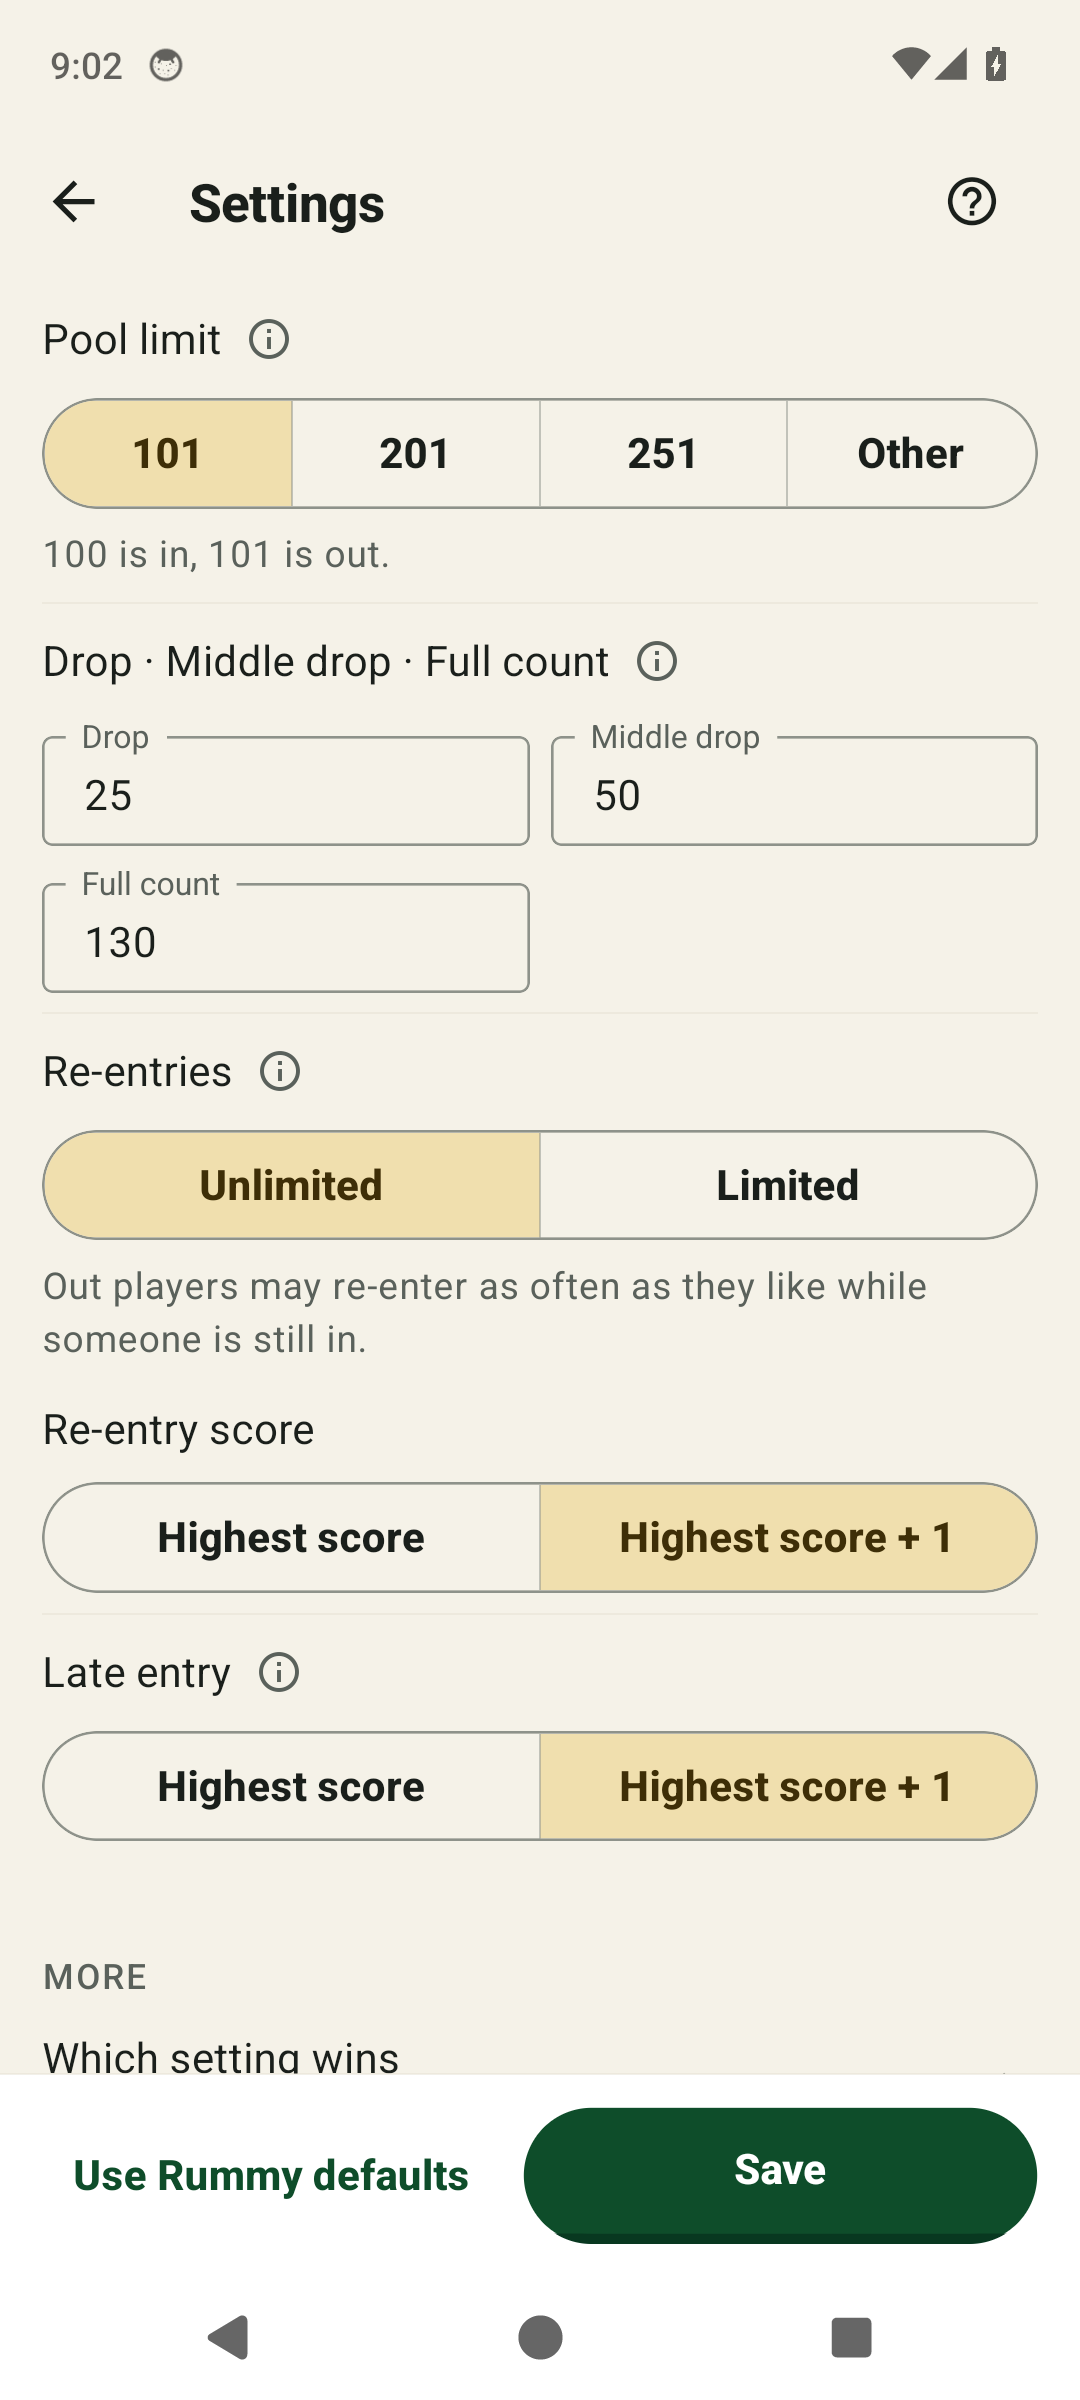 9:02
Settings
Pool limit
101 201 251 Other
100 is in, 101 is out.
Drop · Middle drop · Full count
Drop Middle drop
25 50
Full count
130
Re-entries
Unlimited Limited
Out players may re-enter as often as they like while
someone is still in.
Re-entry score
Highest score Highest score + 1
Late entry
Highest score Highest score + 1
MORE
Which setting wins
Use Rummy defaults Save